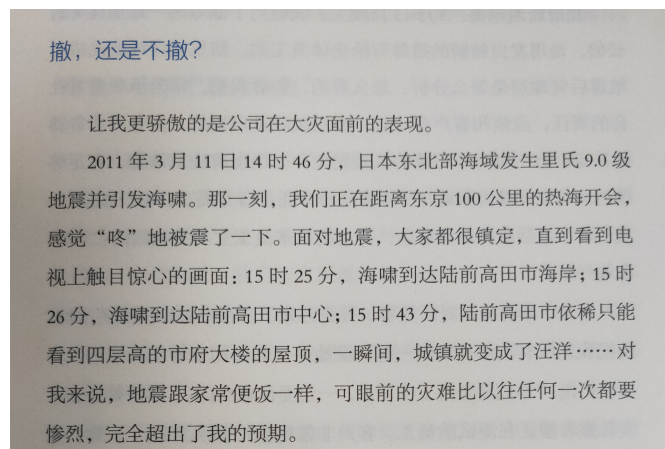 撤，还是不撤？
让我更骄傲的是公司在大灾面前的表现。
2011 年 3 月 11 日 14 时 46 分，日本东北部海域发生里氏 9.0 级
地震并引发海啸。那一刻，我们正在距离东京 100 公里的热海开会，
感觉“咚”地被震了一下。面对地震，大家都很镇定，直到看到电
视上触目惊心的画面：15 时 25 分，海啸到达陆前高田市海岸；15 时
26 分，海啸到达陆前高田市中心；15 时 43 分，陆前高田市依稀只能
看到四层高的市府大楼的屋顶，一瞬间，城镇就变成了汪洋……对
我来说，地震跟家常便饭一样，可眼前的灾难比以往任何一次都要
惨烈，完全超出了我的预期。